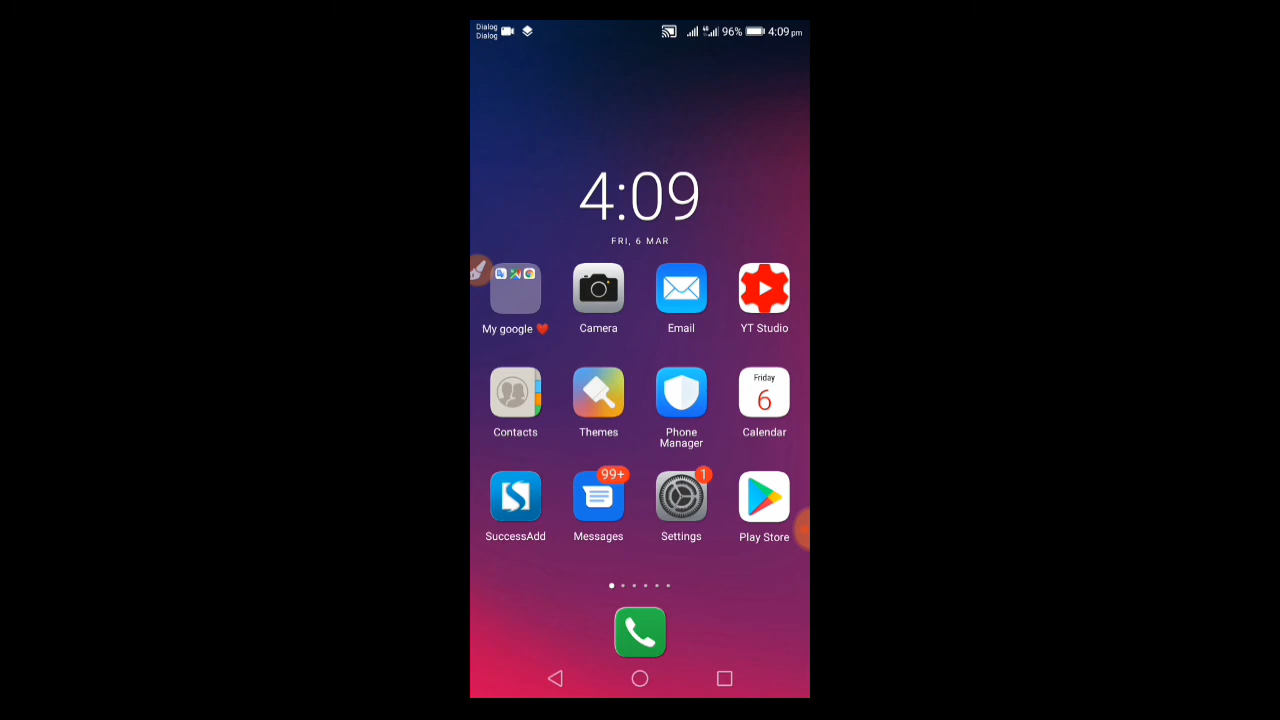 Dialog
Dialog
96%
4:09 pm
4:09
FRI, 6 MAR
My google ❤️
Camera
Email
YT Studio
Contacts
Themes
Phone
Manager
Friday
6
Calendar
SuccessAdd
99+
Messages
1
Settings
Play Store